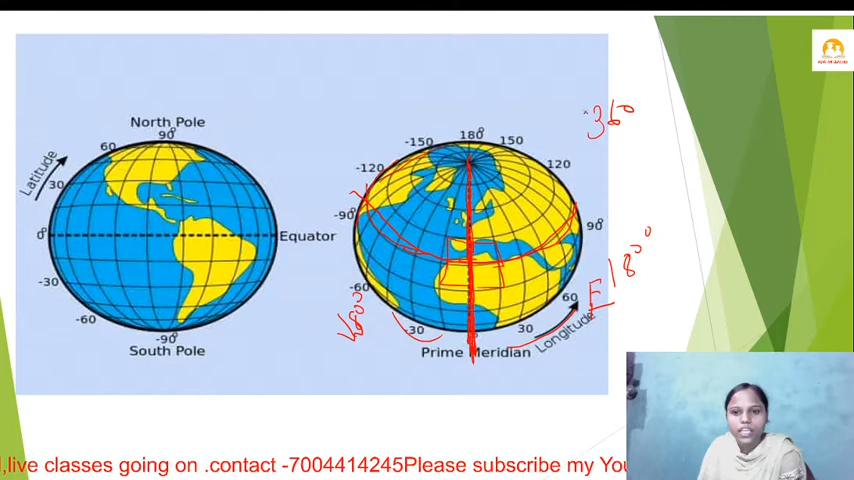 North Pole
90°
60
Latitude
30
0°
Equator
-30
-60
-90°
South Pole
180°
-150
150
-120
120
-90°
90°
-60
60
-30
30
Prime Meridian
Longitude
360
E 180°
,live classes going on .contact -7004414245Please subscribe my You